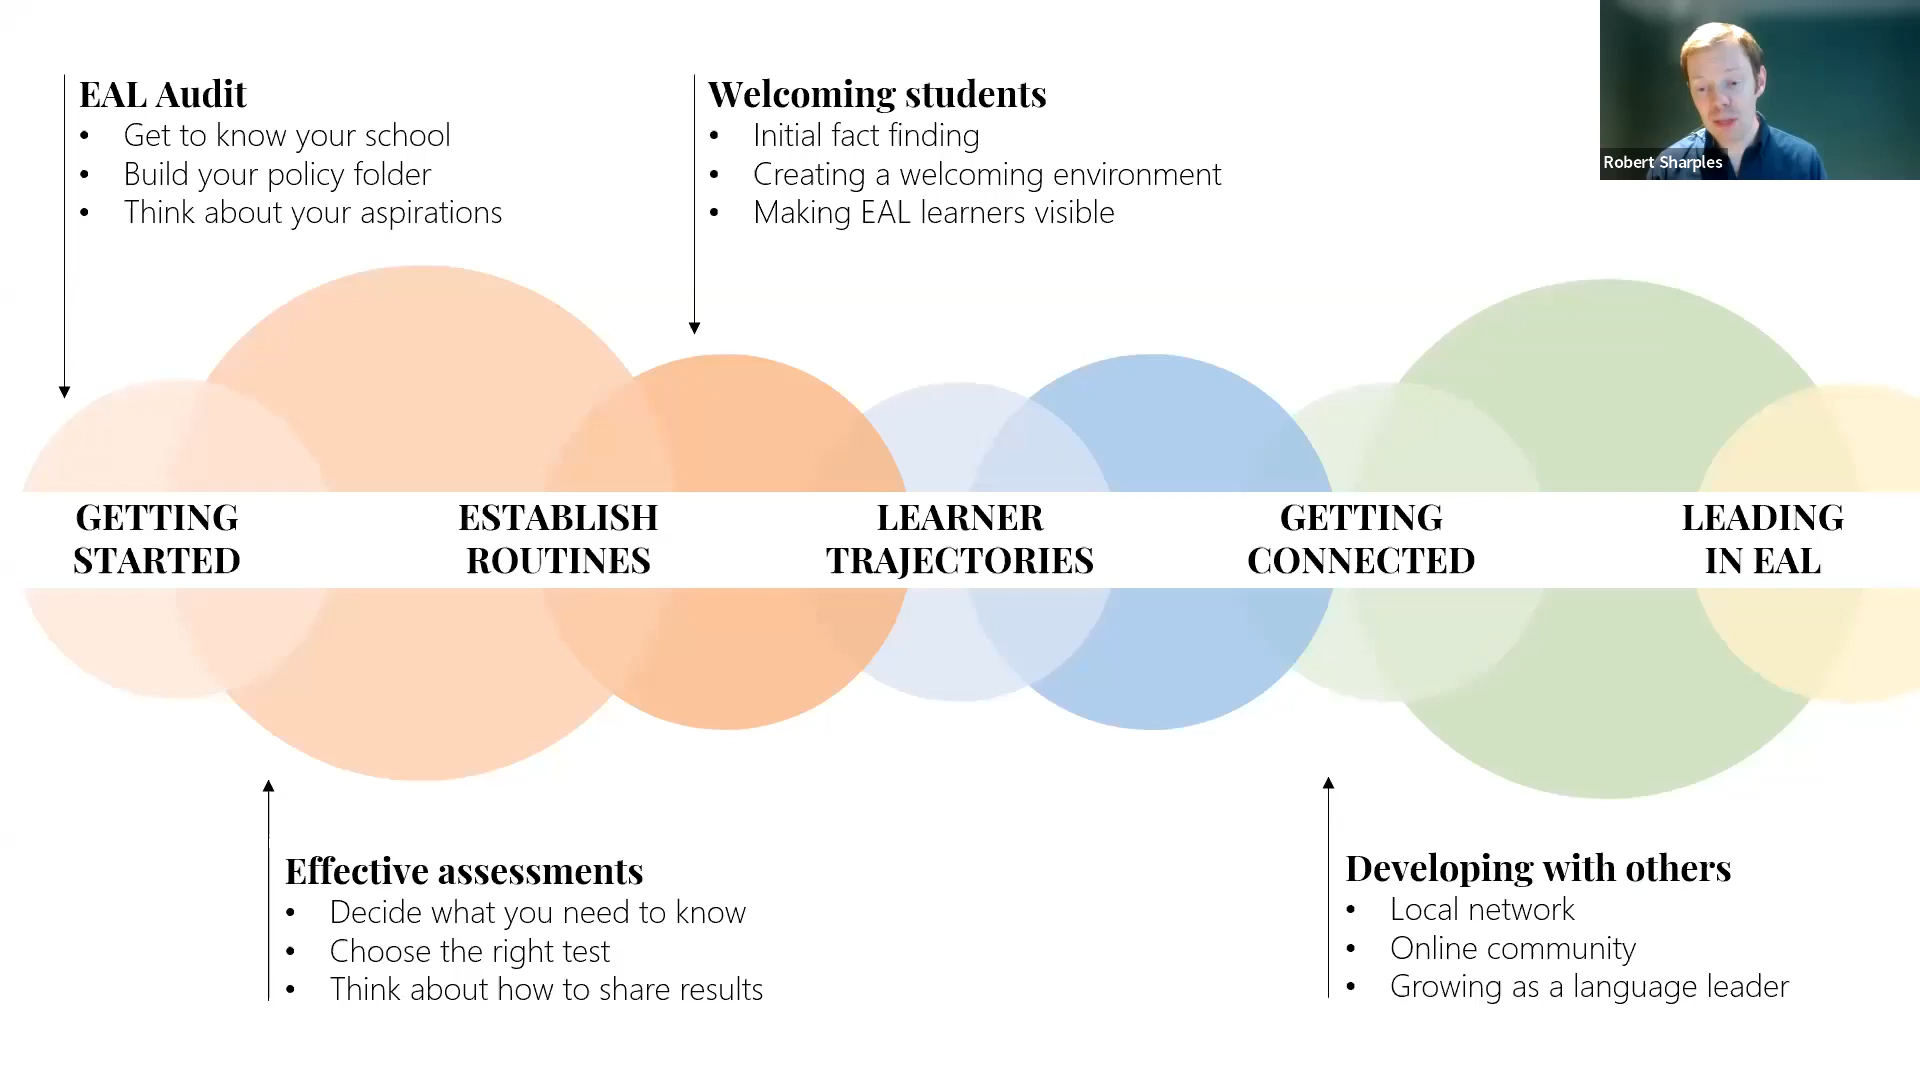 EAL Audit
• Get to know your school
• Build your policy folder
• Think about your aspirations
Welcoming students
• Initial fact finding
• Creating a welcoming environment
• Making EAL learners visible
Robert Sharples
GETTING
STARTED
ESTABLISH
ROUTINES
LEARNER
TRAJECTORIES
GETTING
CONNECTED
LEADING
IN EAL
Effective assessments
• Decide what you need to know
• Choose the right test
• Think about how to share results
Developing with others
• Local network
• Online community
• Growing as a language leader